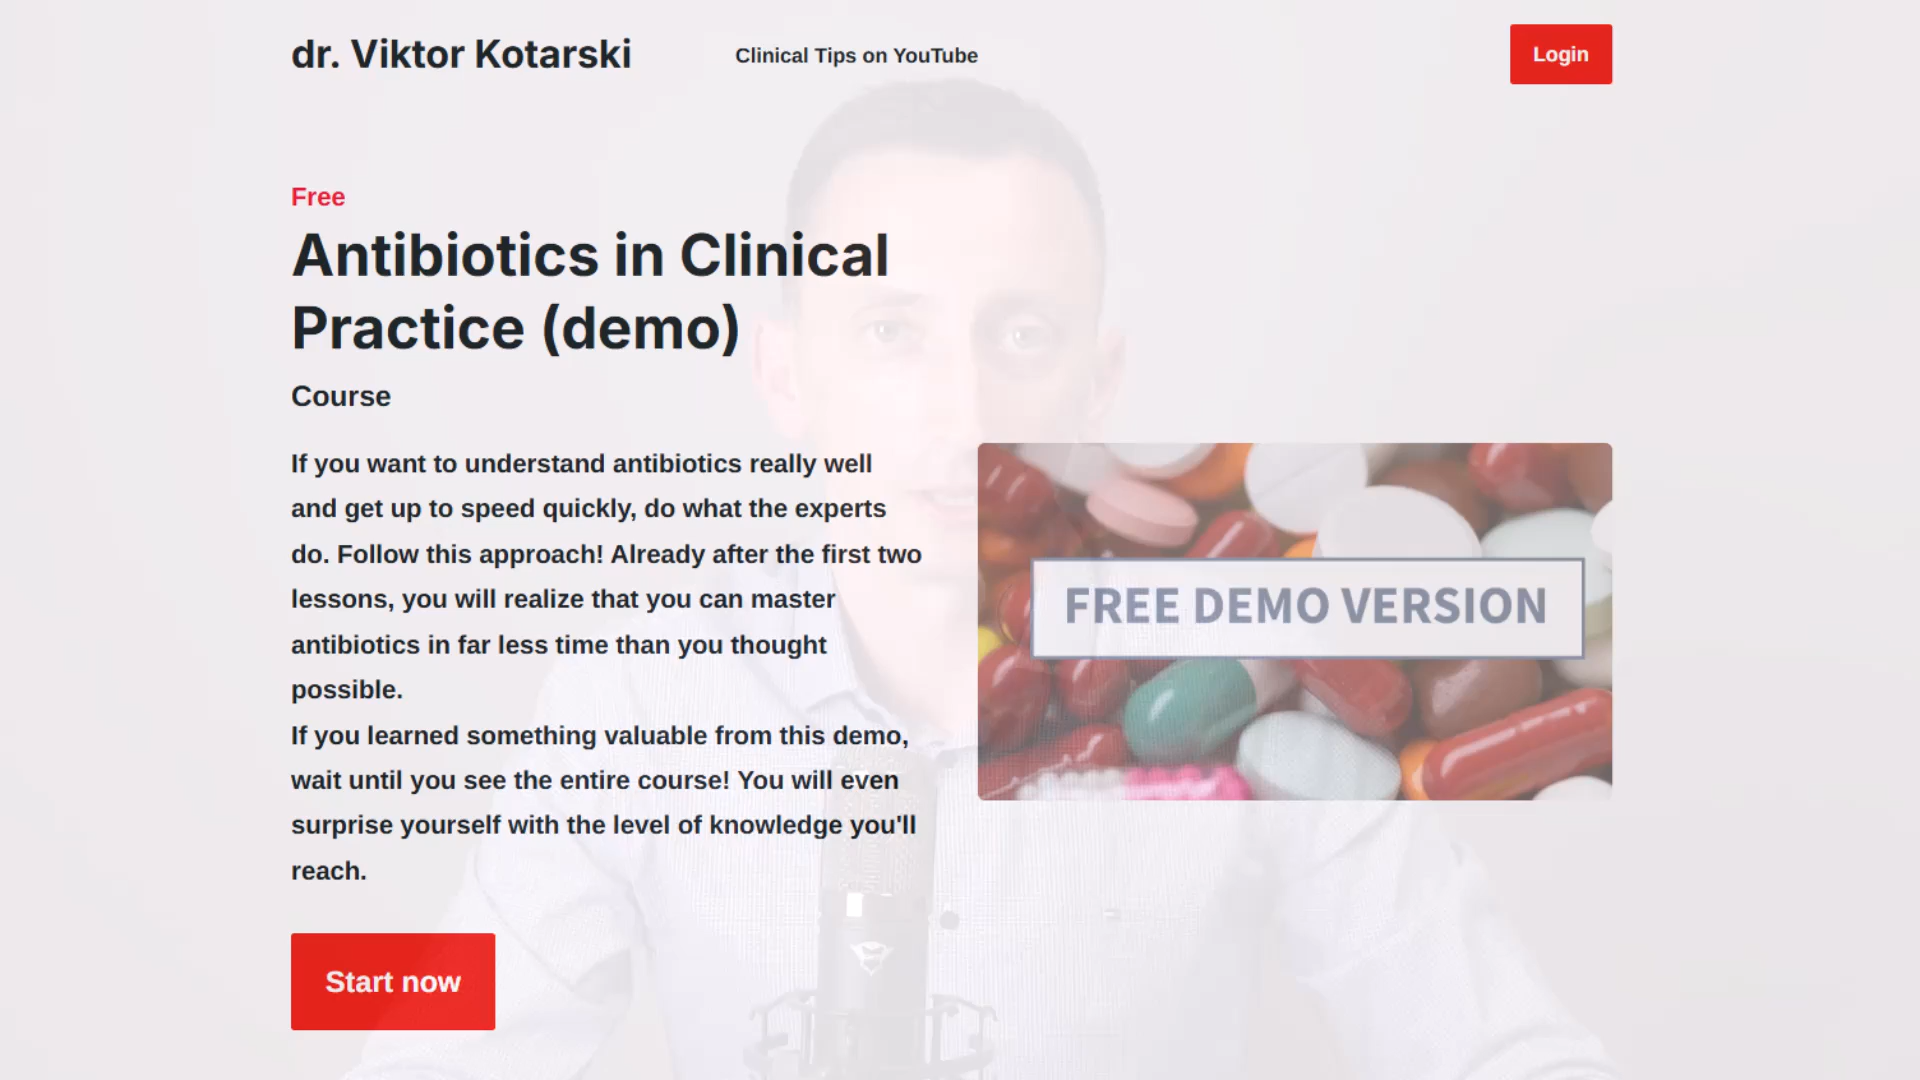 dr. Viktor Kotarski
Clinical Tips on YouTube
Login
Free
Antibiotics in Clinical
Practice (demo)
Course
If you want to understand antibiotics really well
and get up to speed quickly, do what the experts
do. Follow this approach! Already after the first two
lessons, you will realize that you can master
antibiotics in far less time than you thought
possible.
If you learned something valuable from this demo,
wait until you see the entire course! You will even
surprise yourself with the level of knowledge you'll
reach.
FREE DEMO VERSION
Start now